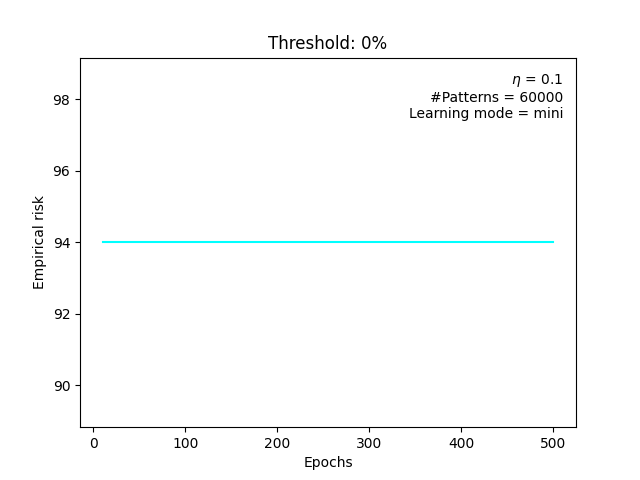 Threshold: 0%
η = 0.1
#Patterns = 60000
Learning mode = mini
Empirical risk
98
96
94
92
90
0 100 200 300 400 500
Epochs